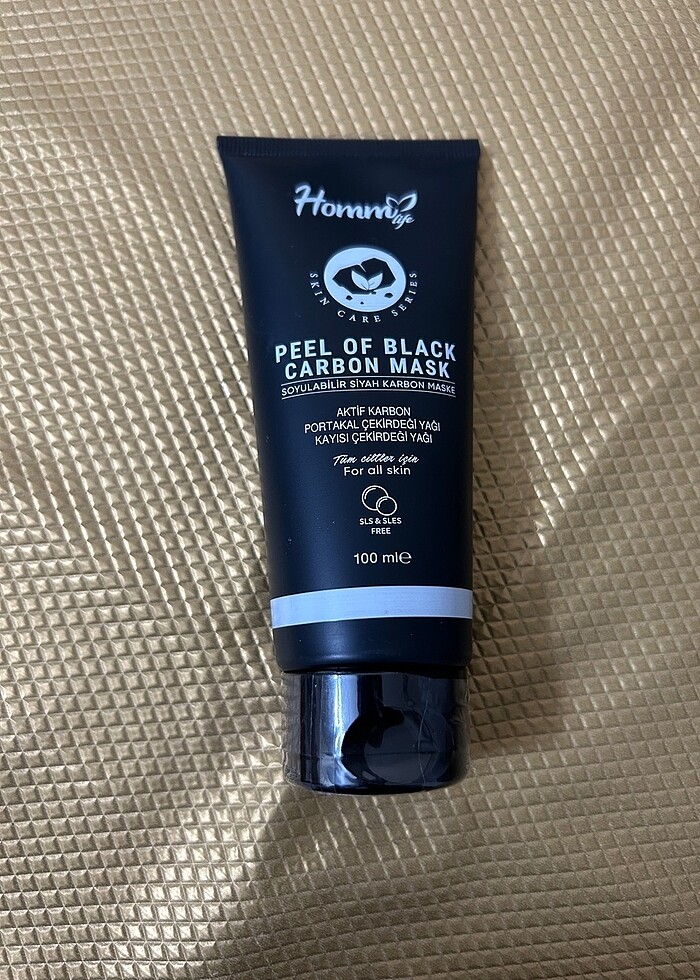 Homm life
SKIN CARE SERIES
PEEL OF BLACK
CARBON MASK
SOYULABİLİR SİYAH KARBON MASKE
AKTİF KARBON
PORTAKAL ÇEKİRDEĞİ YAĞI
KAYISI ÇEKİRDEĞİ YAĞI
Tüm ciltler için
For all skin
SLS & SLES
FREE
100 ml℮